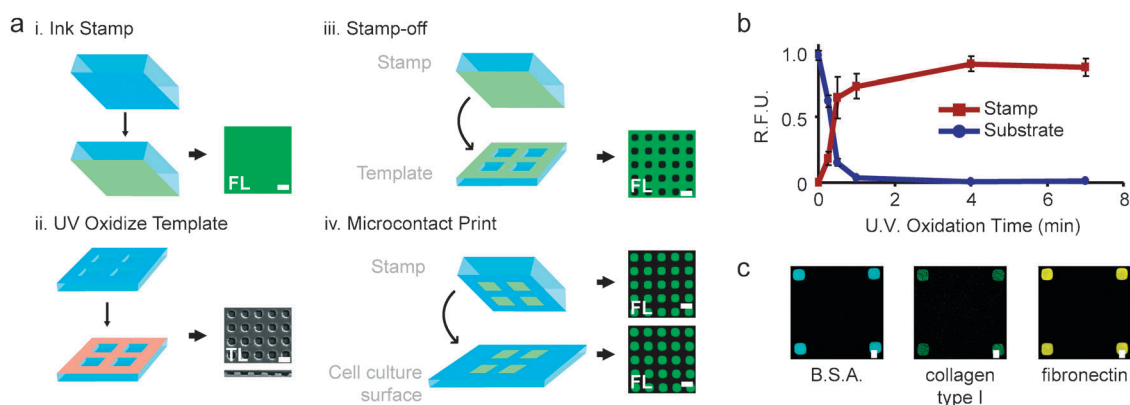 a
i. Ink Stamp
FL
ii. UV Oxidize Template
TL
iii. Stamp-off
Stamp
Template
FL
iv. Microcontact Print
Stamp
FL
Cell culture
surface
FL
b
R.F.U.
1.0
0.5
0
Stamp
Substrate
0 2 4 6 8
U.V. Oxidation Time (min)
c
B.S.A.
collagen
type I
fibronectin